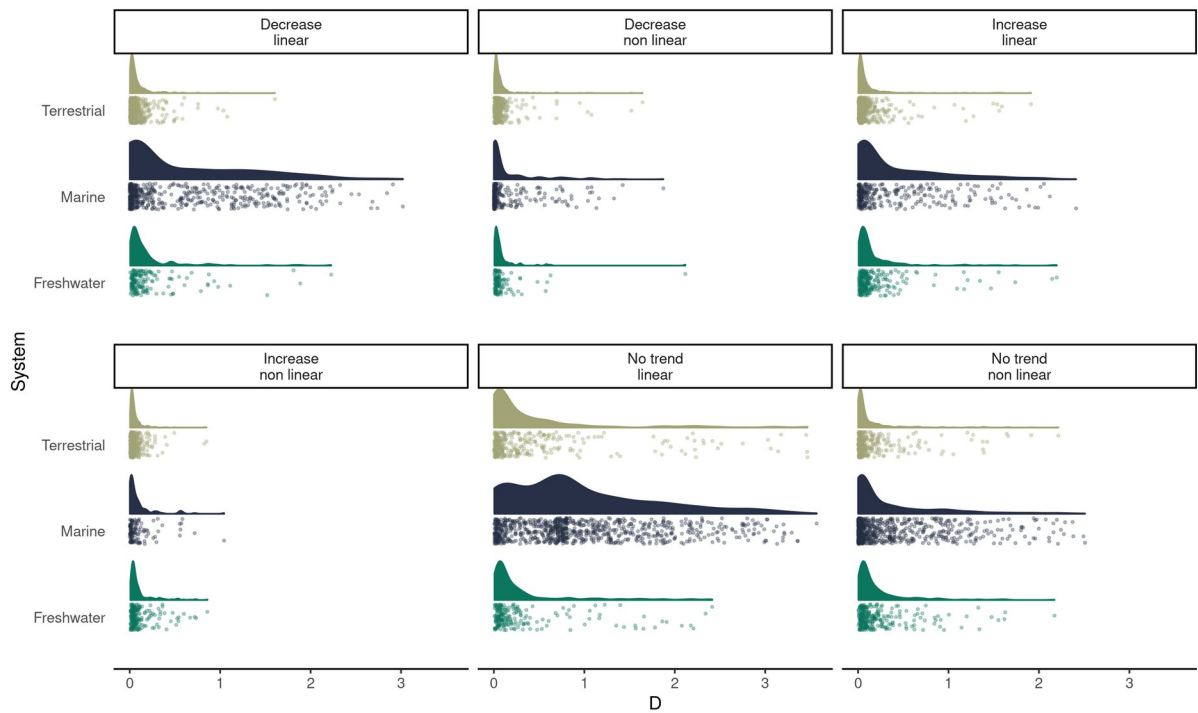 Decrease
linear
Decrease
non linear
Increase
linear
Terrestrial
Marine
Freshwater
System
Increase
non linear
No trend
linear
No trend
non linear
Terrestrial
Marine
Freshwater
0 1 2 3 0 1 2 3 0 1 2 3
D